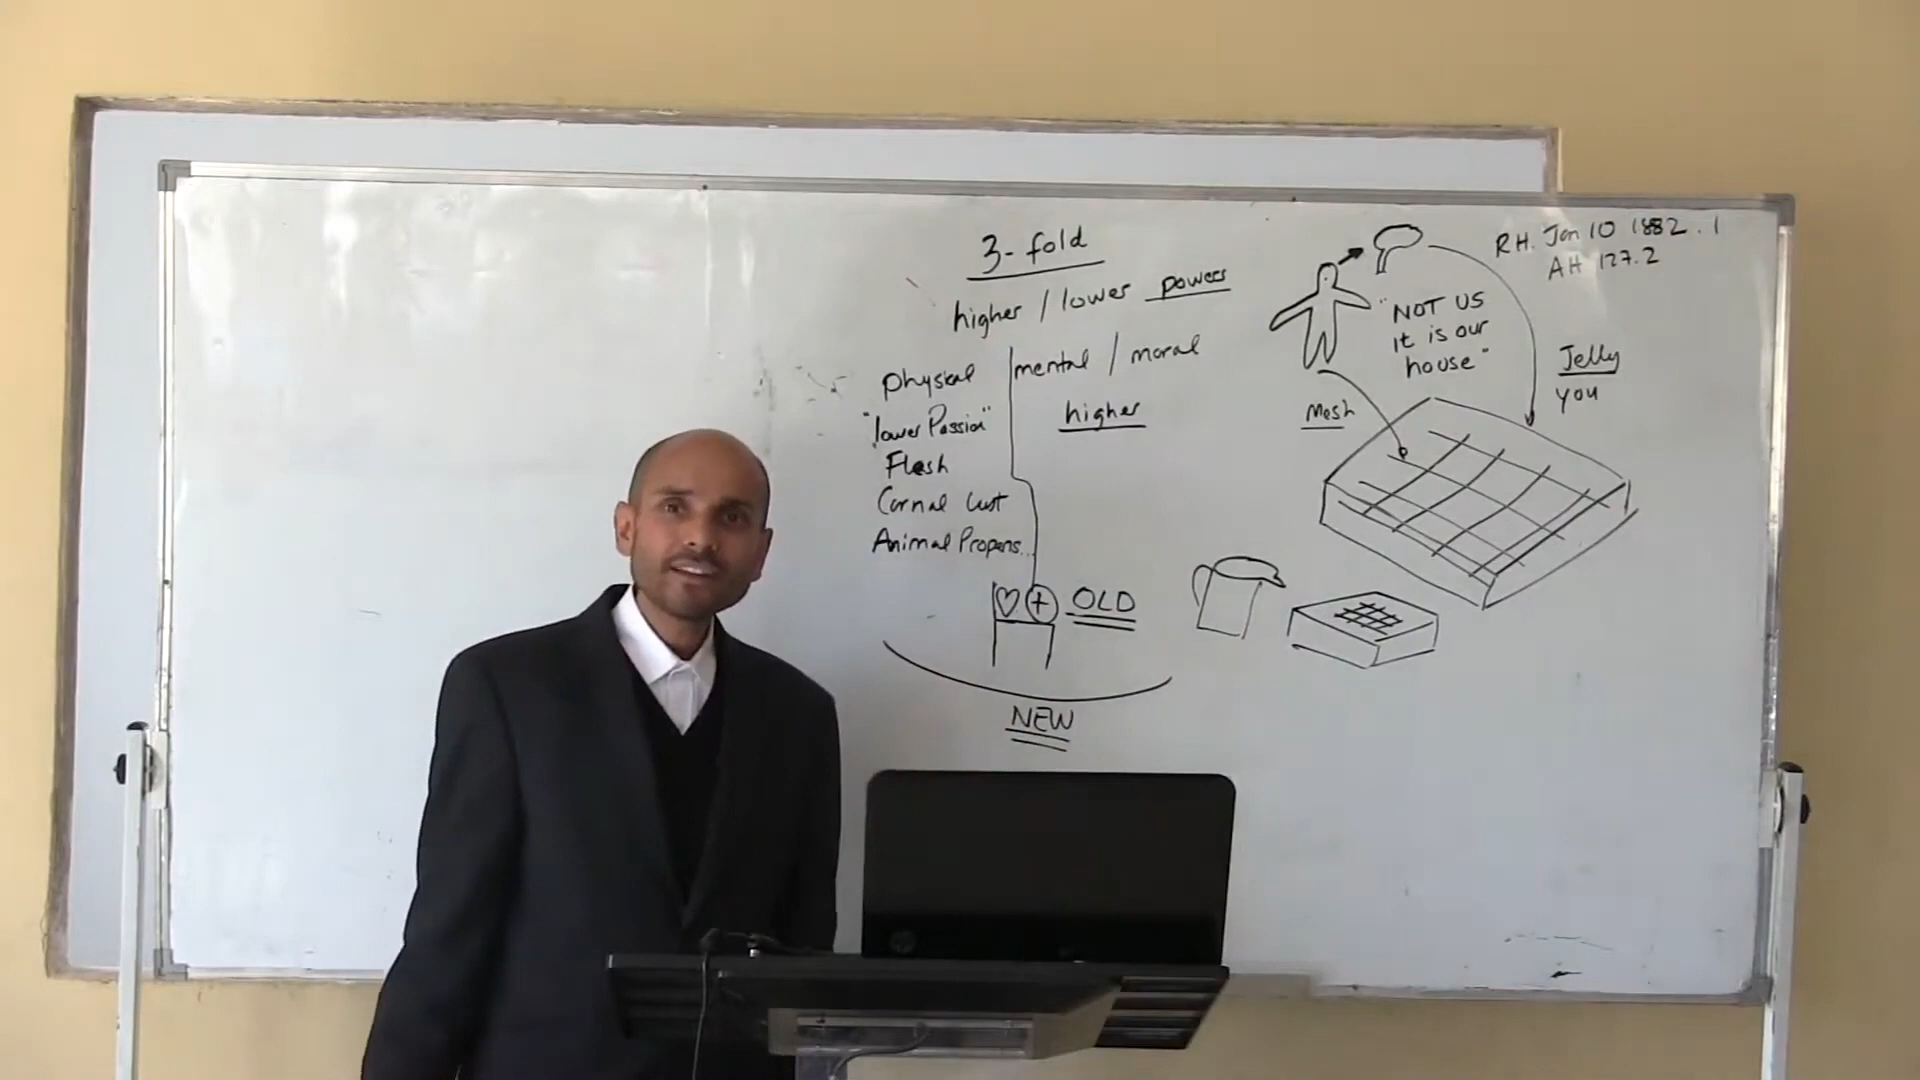 3-fold
higher / lower powers
physical / mental / moral
"lower Passion"
higher
Flesh
Carnal Lust
Animal Propens...
OLD
NEW
RH. Jan 10 1882 . 1
AH 127.2
"NOT US
it is our
house"
Jelly
you
Mesh